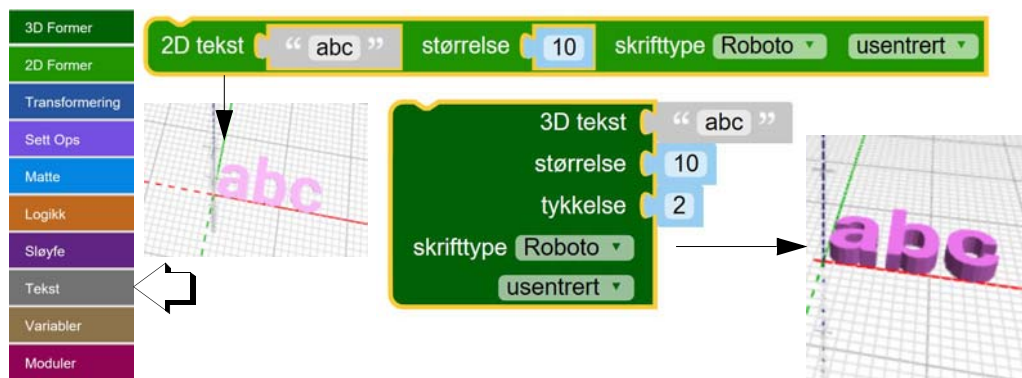 3D Former
2D Former
Transformering
Sett Ops
Matte
Logikk
Sløyfe
Tekst
Variabler
Moduler
2D tekst “ abc ” størrelse 10 skrifttype Roboto ▾ usentrert ▾
abc
3D tekst “ abc ”
størrelse 10
tykkelse 2
skrifttype Roboto ▾
usentrert ▾
abc